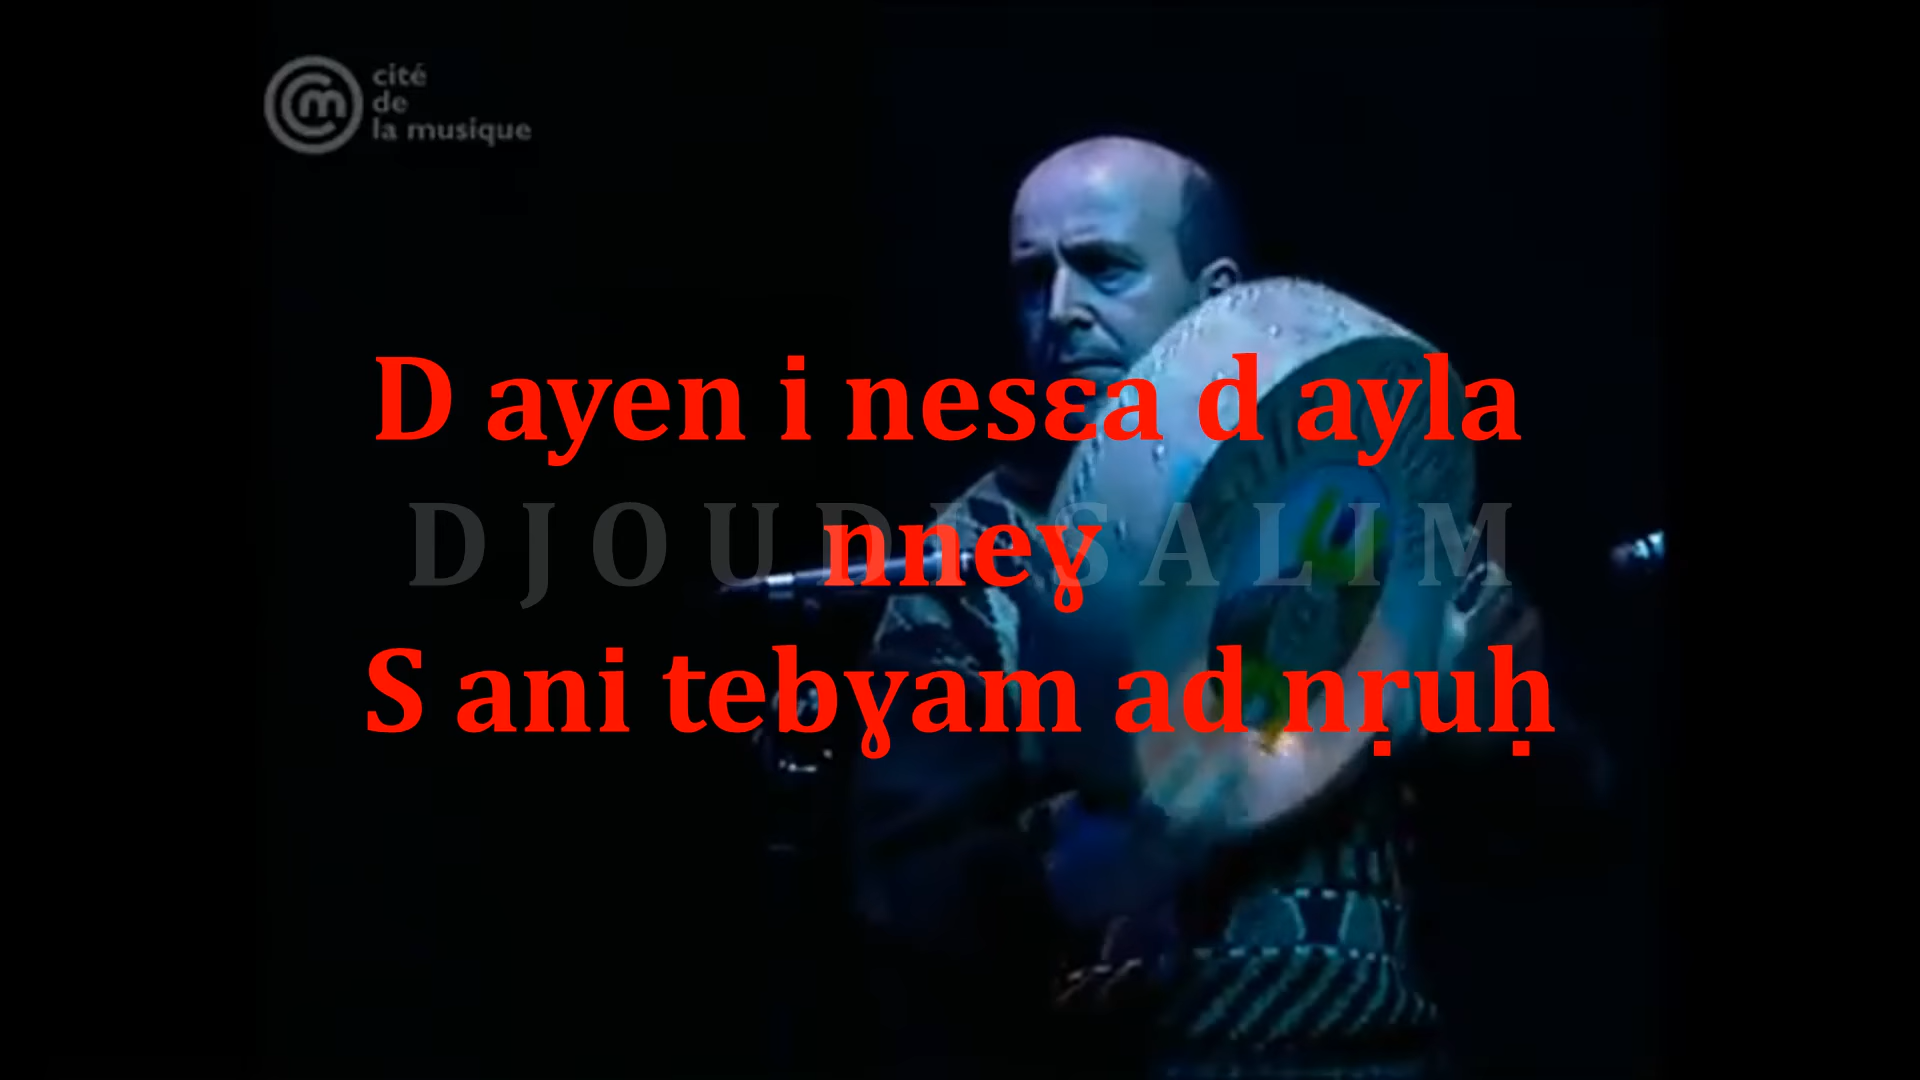 cité
de
la musique
D ayen i nesɛa d ayla
DJOUDI SALIM
nneɣ
S ani tebɣam ad nṛuḥ